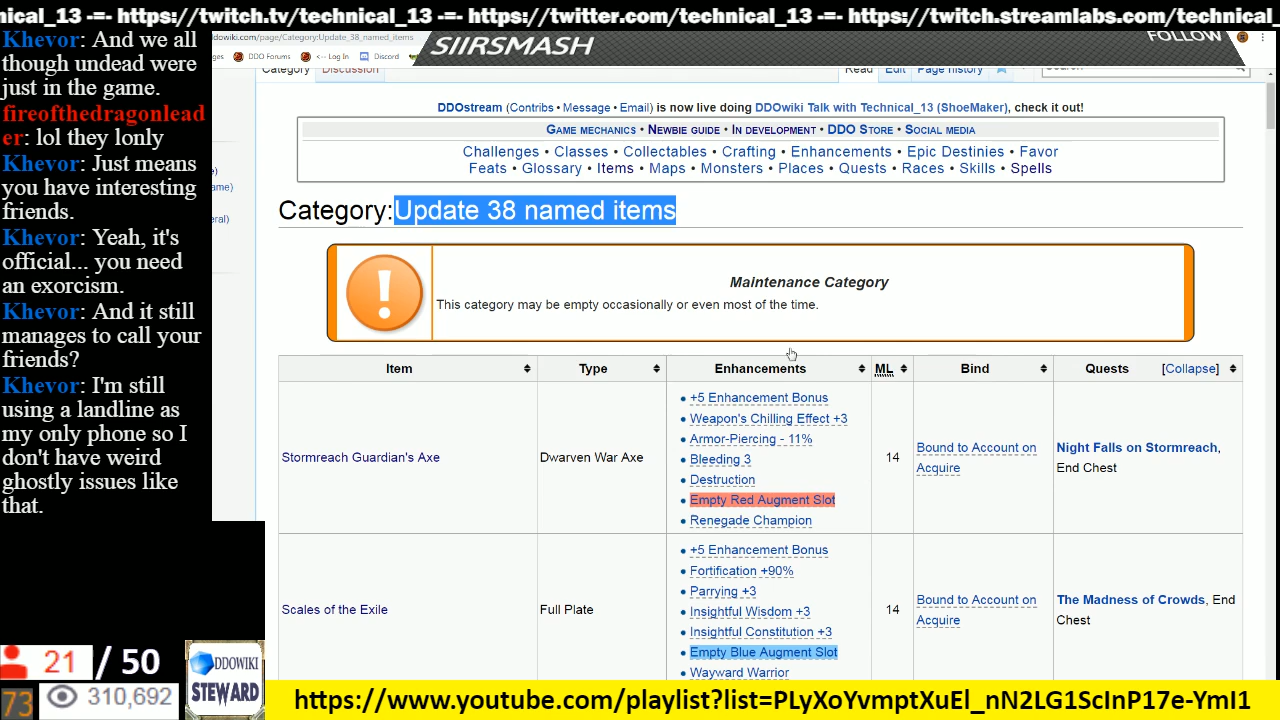 nical_13 -=- https://twitch.tv/technical_13 -=- https://twitter.com/technical_13 -=- https://twitch.streamlabs.com/technical_
Khevor: And we all
though undead were
just in the game.
fireofthedragonlead
er: lol they lonly
Khevor: Just means
you have interesting
friends.
Khevor: Yeah, it's
official... you need
an exorcism.
Khevor: And it still
manages to call your
friends?
Khevor: I'm still
using a landline as
my only phone so I
don't have weird
ghostly issues like
that.
21 / 50
73 310,692
DDOWIKI
STEWARD
dowiki.com/page/Category:Update_38_named_items
ges DDO Forums <-- Log In Discord
SIIRSMASH
FOLLOW
Category Discussion Read Edit Page history
DDOstream (Contribs • Message • Email) is now live doing DDOwiki Talk with Technical_13 (ShoeMaker), check it out!
Game mechanics • Newbie guide • In development • DDO Store • Social media
Challenges • Classes • Collectables • Crafting • Enhancements • Epic Destinies • Favor
Feats • Glossary • Items • Maps • Monsters • Places • Quests • Races • Skills • Spells
Category:Update 38 named items
Maintenance Category
This category may be empty occasionally or even most of the time.
Item Type Enhancements ML Bind Quests [Collapse]
Stormreach Guardian's Axe
Dwarven War Axe
+5 Enhancement Bonus
Weapon's Chilling Effect +3
Armor-Piercing - 11%
Bleeding 3
Destruction
Empty Red Augment Slot
Renegade Champion
14
Bound to Account on
Acquire
Night Falls on Stormreach,
End Chest
Scales of the Exile
Full Plate
+5 Enhancement Bonus
Fortification +90%
Parrying +3
Insightful Wisdom +3
Insightful Constitution +3
Empty Blue Augment Slot
Wayward Warrior
14
Bound to Account on
Acquire
The Madness of Crowds, End
Chest
https://www.youtube.com/playlist?list=PLyXoYvmptXuEl_nN2LG1ScInP17e-YmI1